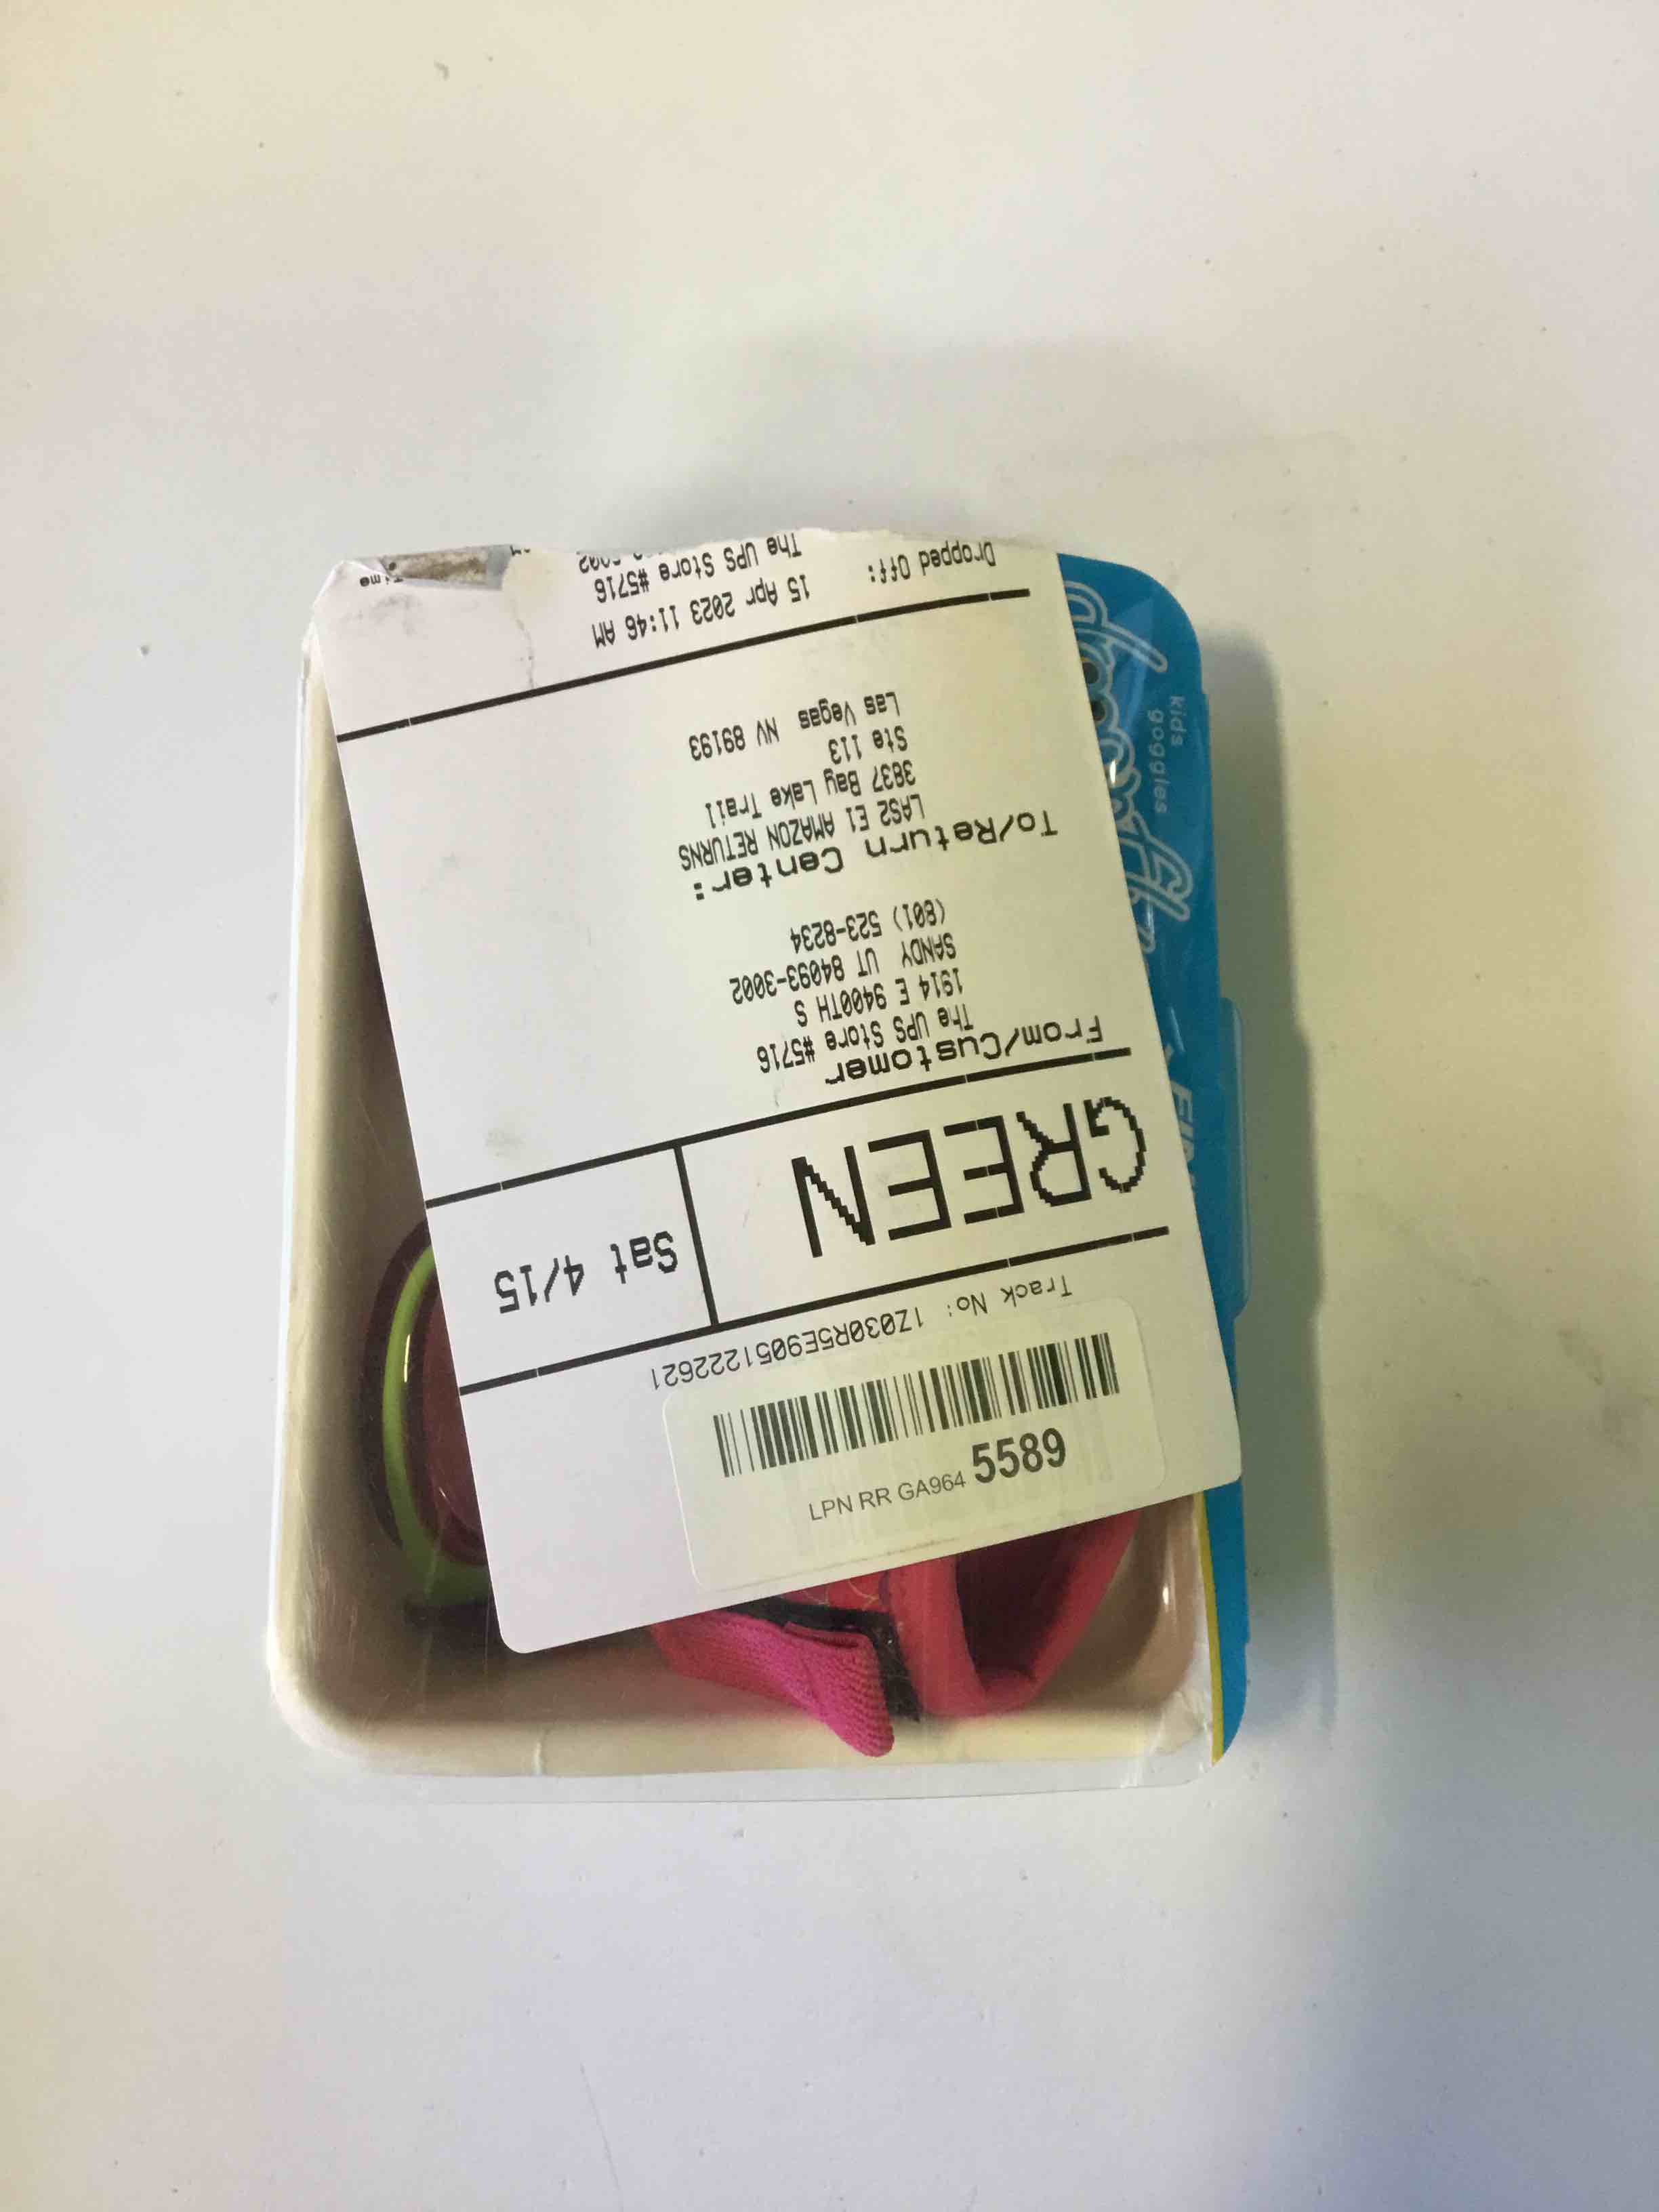 LPN RR GA964 5589
Track No: 1Z030R5E9051222621
GREEN
Sat 4/15
From/Customer
The UPS Store #5716
1914 E 9400TH S
SANDY UT 84093-3002
(801) 523-8234
To/Return Center:
LAS2 E1 AMAZON RETURNS
3837 Bay Lake Trail
Ste 113
Las Vegas NV 89193
Dropped Off:
15 Apr 2023 11:46 AM
The UPS Store #5716
kids
goggles